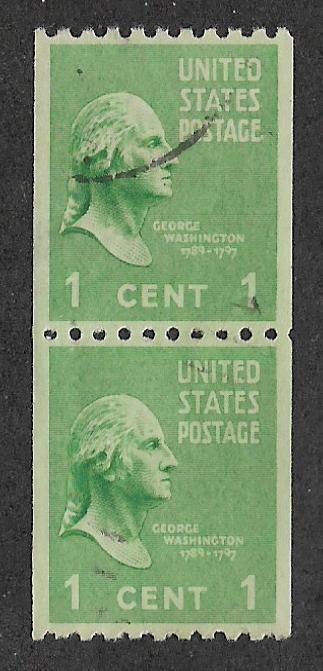 UNITED
STATES
POSTAGE
GEORGE
WASHINGTON
1789-1797
1 CENT 1
UNITED
STATES
POSTAGE
GEORGE
WASHINGTON
1789-1797
1 CENT 1